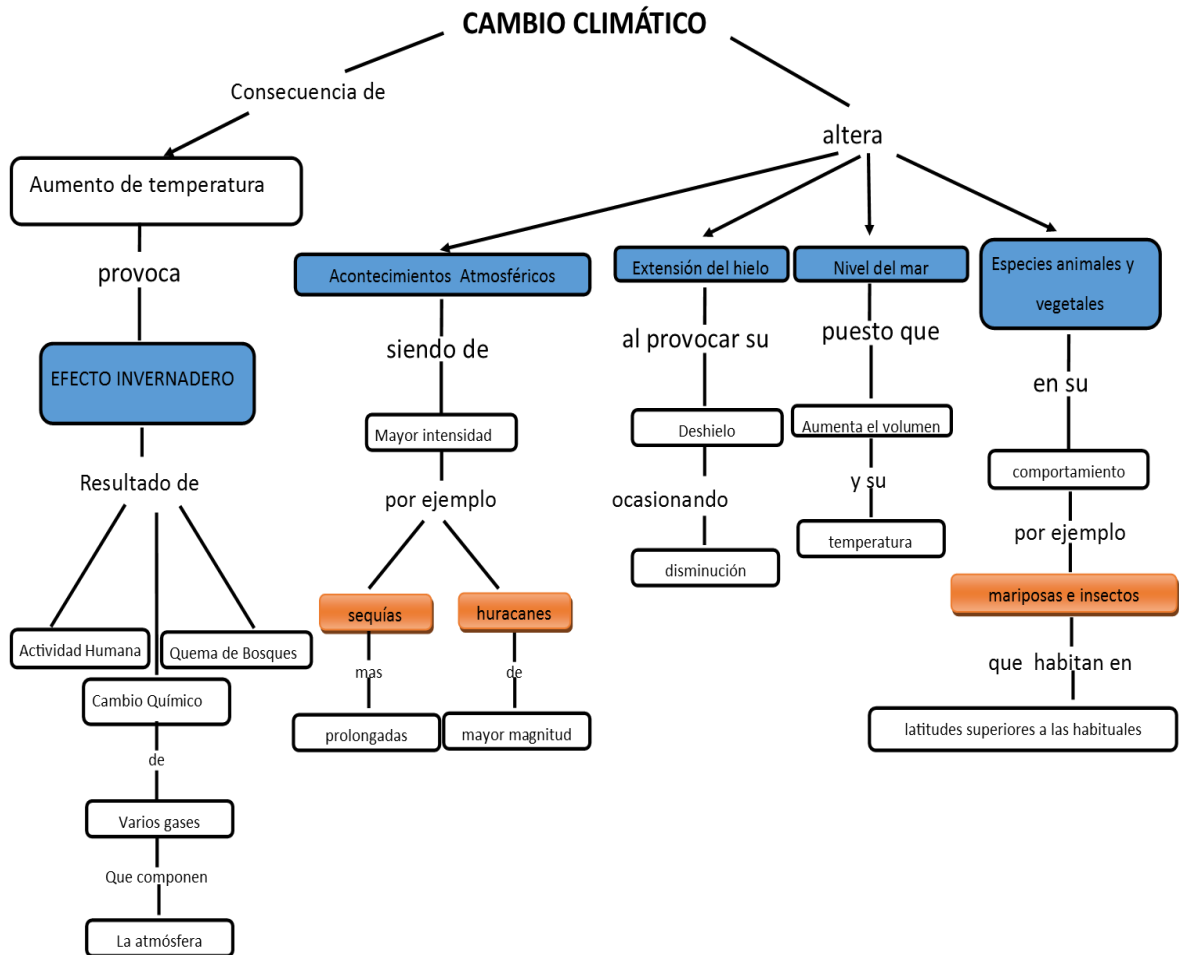 CAMBIO CLIMÁTICO
Consecuencia de
Aumento de temperatura
provoca
EFECTO INVERNADERO
Resultado de
Actividad Humana
Quema de Bosques
Cambio Químico
de
Varios gases
Que componen
La atmósfera
altera
Acontecimientos Atmosféricos
siendo de
Mayor intensidad
por ejemplo
sequías
mas
prolongadas
huracanes
de
mayor magnitud
Extensión del hielo
al provocar su
Deshielo
ocasionando
disminución
Nivel del mar
puesto que
Aumenta el volumen
y su
temperatura
Especies animales y
vegetales
en su
comportamiento
por ejemplo
mariposas e insectos
que habitan en
latitudes superiores a las habituales